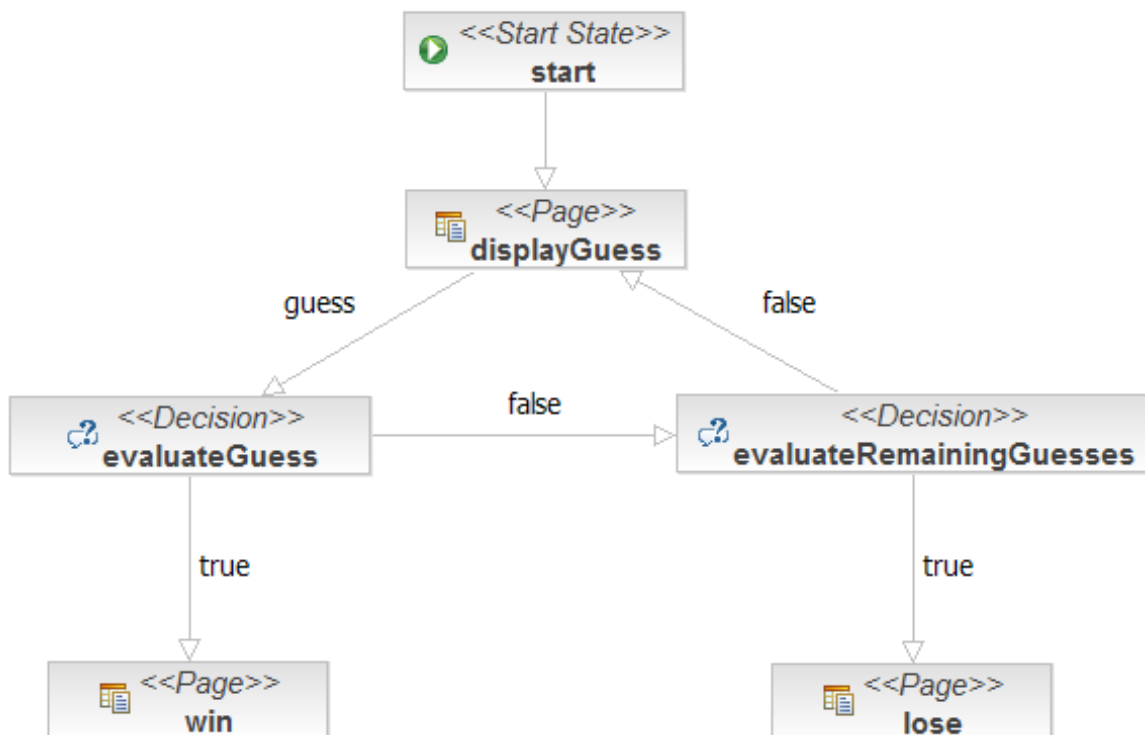 <<Start State>>
start
<<Page>>
displayGuess
guess
false
<<Decision>>
evaluateGuess
false
<<Decision>>
evaluateRemainingGuesses
true
true
<<Page>>
win
<<Page>>
lose